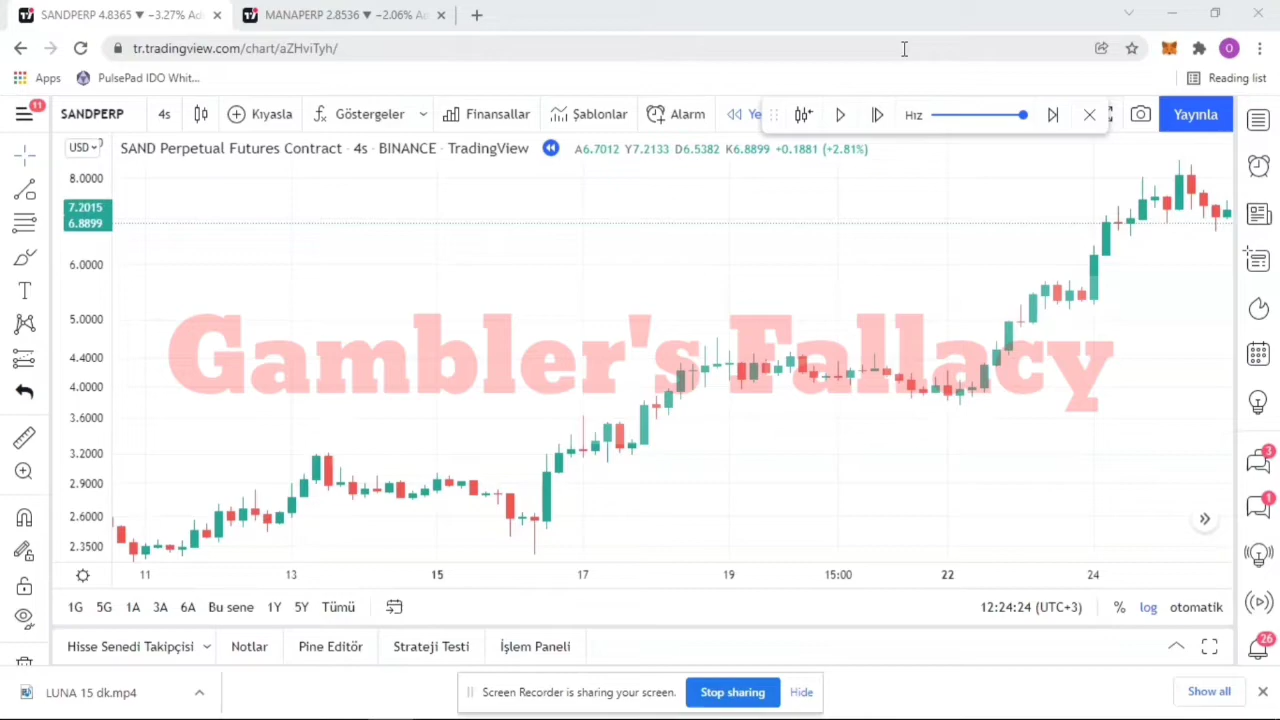 SANDPERP 4.8365 ▼ −3.27% Ad
MANAPERP 2.8536 ▼ −2.06% A
tr.tradingview.com/chart/aZHviTyh/
O
Apps
PulsePad IDO Whit...
Reading list
11
SANDPERP
4s
Kıyasla
Göstergeler
Finansallar
Şablonlar
Alarm
Ye
Hız
Yayınla
USD
SAND Perpetual Futures Contract · 4s · BINANCE · TradingView
A6.7012 Y7.2133 D6.5382 K6.8899 +0.1881 (+2.81%)
8.0000
7.2015
6.8899
6.0000
5.0000
4.4000
4.0000
3.6000
3.2000
2.9000
2.6000
2.3500
Gambler's Fallacy
3
1
26
11
13
15
17
19
15:00
22
24
1G 5G 1A 3A 6A Bu sene 1Y 5Y Tümü
12:24:24 (UTC+3)
% log otomatik
Hisse Senedi Takipçisi
Notlar
Pine Editör
Strateji Testi
İşlem Paneli
LUNA 15 dk.mp4
Screen Recorder is sharing your screen.
Stop sharing
Hide
Show all